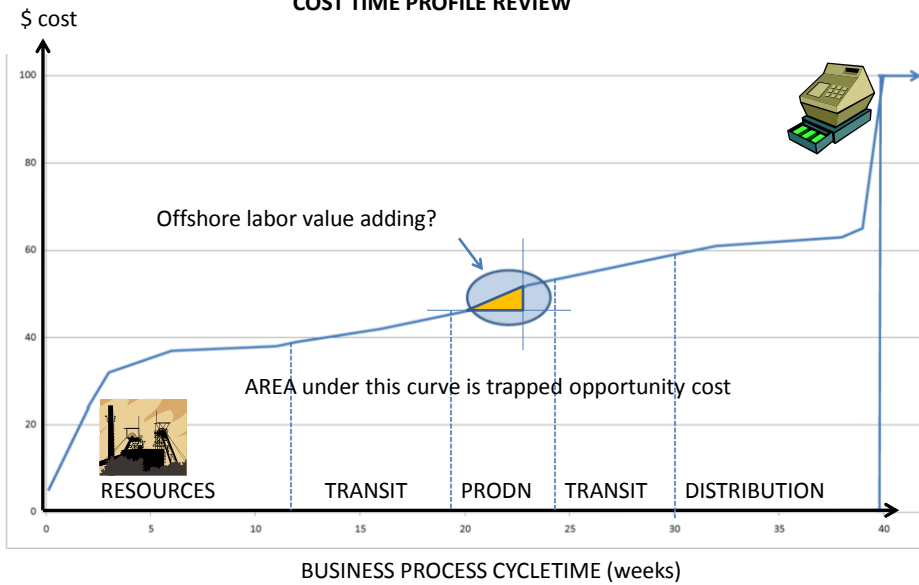 COST TIME PROFILE REVIEW
$ cost
100
80
Offshore labor value adding?
60
40
AREA under this curve is trapped opportunity cost
20
RESOURCES TRANSIT PRODN TRANSIT DISTRIBUTION
0
0 5 10 15 20 25 30 35 40
BUSINESS PROCESS CYCLETIME (weeks)